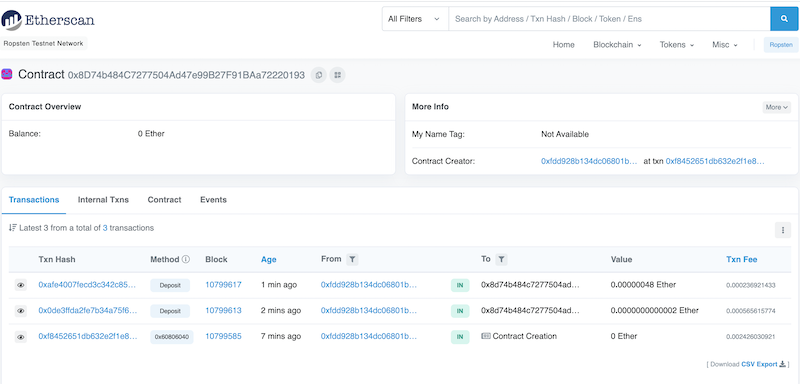 Etherscan
All Filters Search by Address / Txn Hash / Block / Token / Ens
Ropsten Testnet Network
Home Blockchain Tokens Misc Ropsten
Contract 0x8D74b484C7277504Ad47e99B27F91BAa72220193
Contract Overview
Balance: 0 Ether
More Info More
My Name Tag: Not Available
Contract Creator: 0xfdd928b134dc06801b... at txn 0xf8452651db632e2f1e8...
Transactions Internal Txns Contract Events
Latest 3 from a total of 3 transactions
Txn Hash Method Block Age From To Value Txn Fee
0xafe4007fecd3c342c85... Deposit 10799617 1 min ago 0xfdd928b134dc06801b... IN 0x8d74b484c7277504ad... 0.00000048 Ether 0.000236921433
0x0de3ffda2fe7b34a75f6... Deposit 10799613 2 mins ago 0xfdd928b134dc06801b... IN 0x8d74b484c7277504ad... 0.0000000000002 Ether 0.000565615774
0xf8452651db632e2f1e8... 0x60806040 10799585 7 mins ago 0xfdd928b134dc06801b... IN Contract Creation 0 Ether 0.002426030921
[ Download CSV Export ]